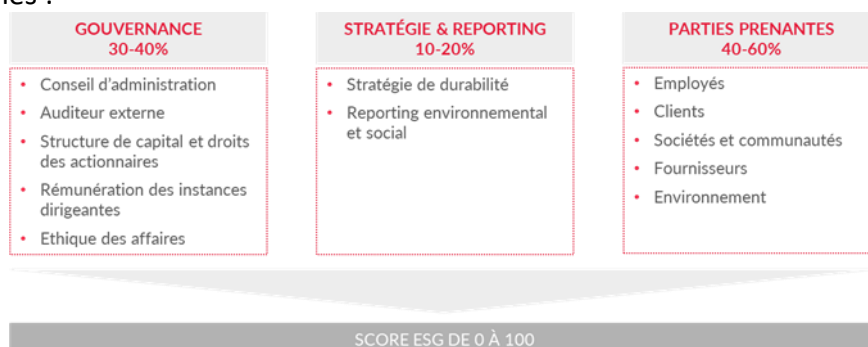 GOUVERNANCE
30-40%
• Conseil d'administration
• Auditeur externe
• Structure de capital et droits
des actionnaires
• Rémunération des instances
dirigeantes
• Ethique des affaires
STRATÉGIE & REPORTING
10-20%
• Stratégie de durabilité
• Reporting environnemental
et social
PARTIES PRENANTES
40-60%
• Employés
• Clients
• Sociétés et communautés
• Fournisseurs
• Environnement
SCORE ESG DE 0 À 100